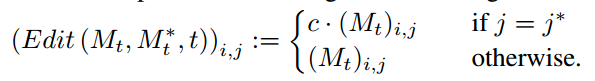 (Edit (M_t, M_t^*, t))_{i,j} := { c · (M_t)_{i,j}    if j = j^*
(M_t)_{i,j}    otherwise.